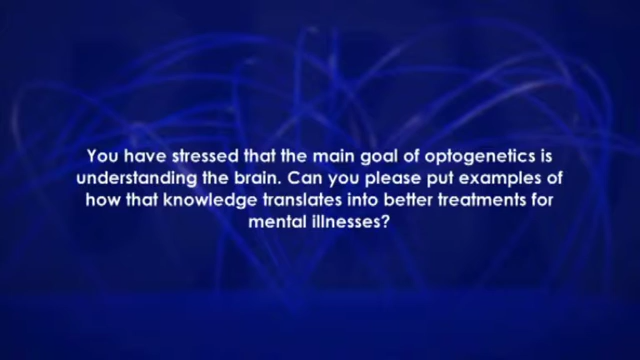 You have stressed that the main goal of optogenetics is
understanding the brain. Can you please put examples of
how that knowledge translates into better treatments for
mental illnesses?